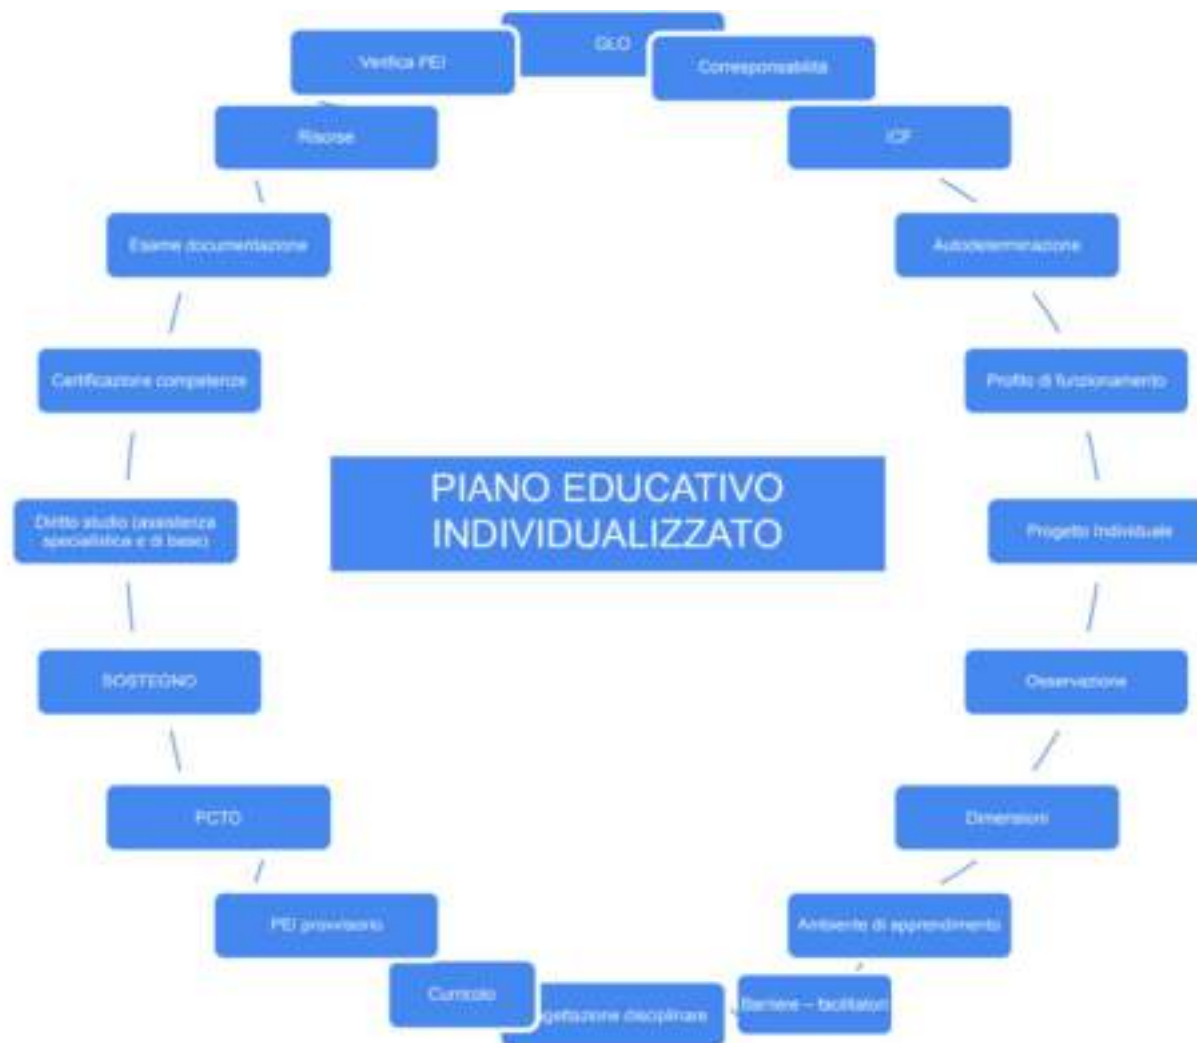 GLO
Corresponsabilità
ICF
Autodeterminazione
Profilo di funzionamento
Progetto Individuale
Osservazione
Dimensioni
Ambiente di apprendimento
Barriere – facilitatori
disciplinare
Curricolo
PEI provvisorio
PCTO
SOSTEGNO
Diritto studio (assistenza
specialistica e di base)
Certificazione competenze
Esame documentazione
Risorse
Verifica PEI
PIANO EDUCATIVO
INDIVIDUALIZZATO